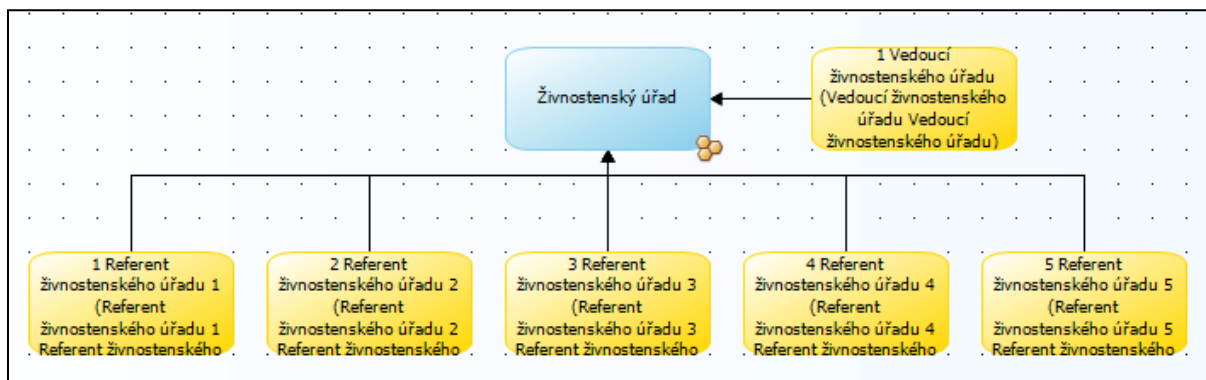 Živnostenský úřad
1 Vedoucí
živnostenského úřadu
(Vedoucí živnostenského
úřadu Vedoucí
živnostenského úřadu)
1 Referent
živnostenského úřadu 1
(Referent
živnostenského úřadu 1
Referent živnostenského
2 Referent
živnostenského úřadu 2
(Referent
živnostenského úřadu 2
Referent živnostenského
3 Referent
živnostenského úřadu 3
(Referent
živnostenského úřadu 3
Referent živnostenského
4 Referent
živnostenského úřadu 4
(Referent
živnostenského úřadu 4
Referent živnostenského
5 Referent
živnostenského úřadu 5
(Referent
živnostenského úřadu 5
Referent živnostenského